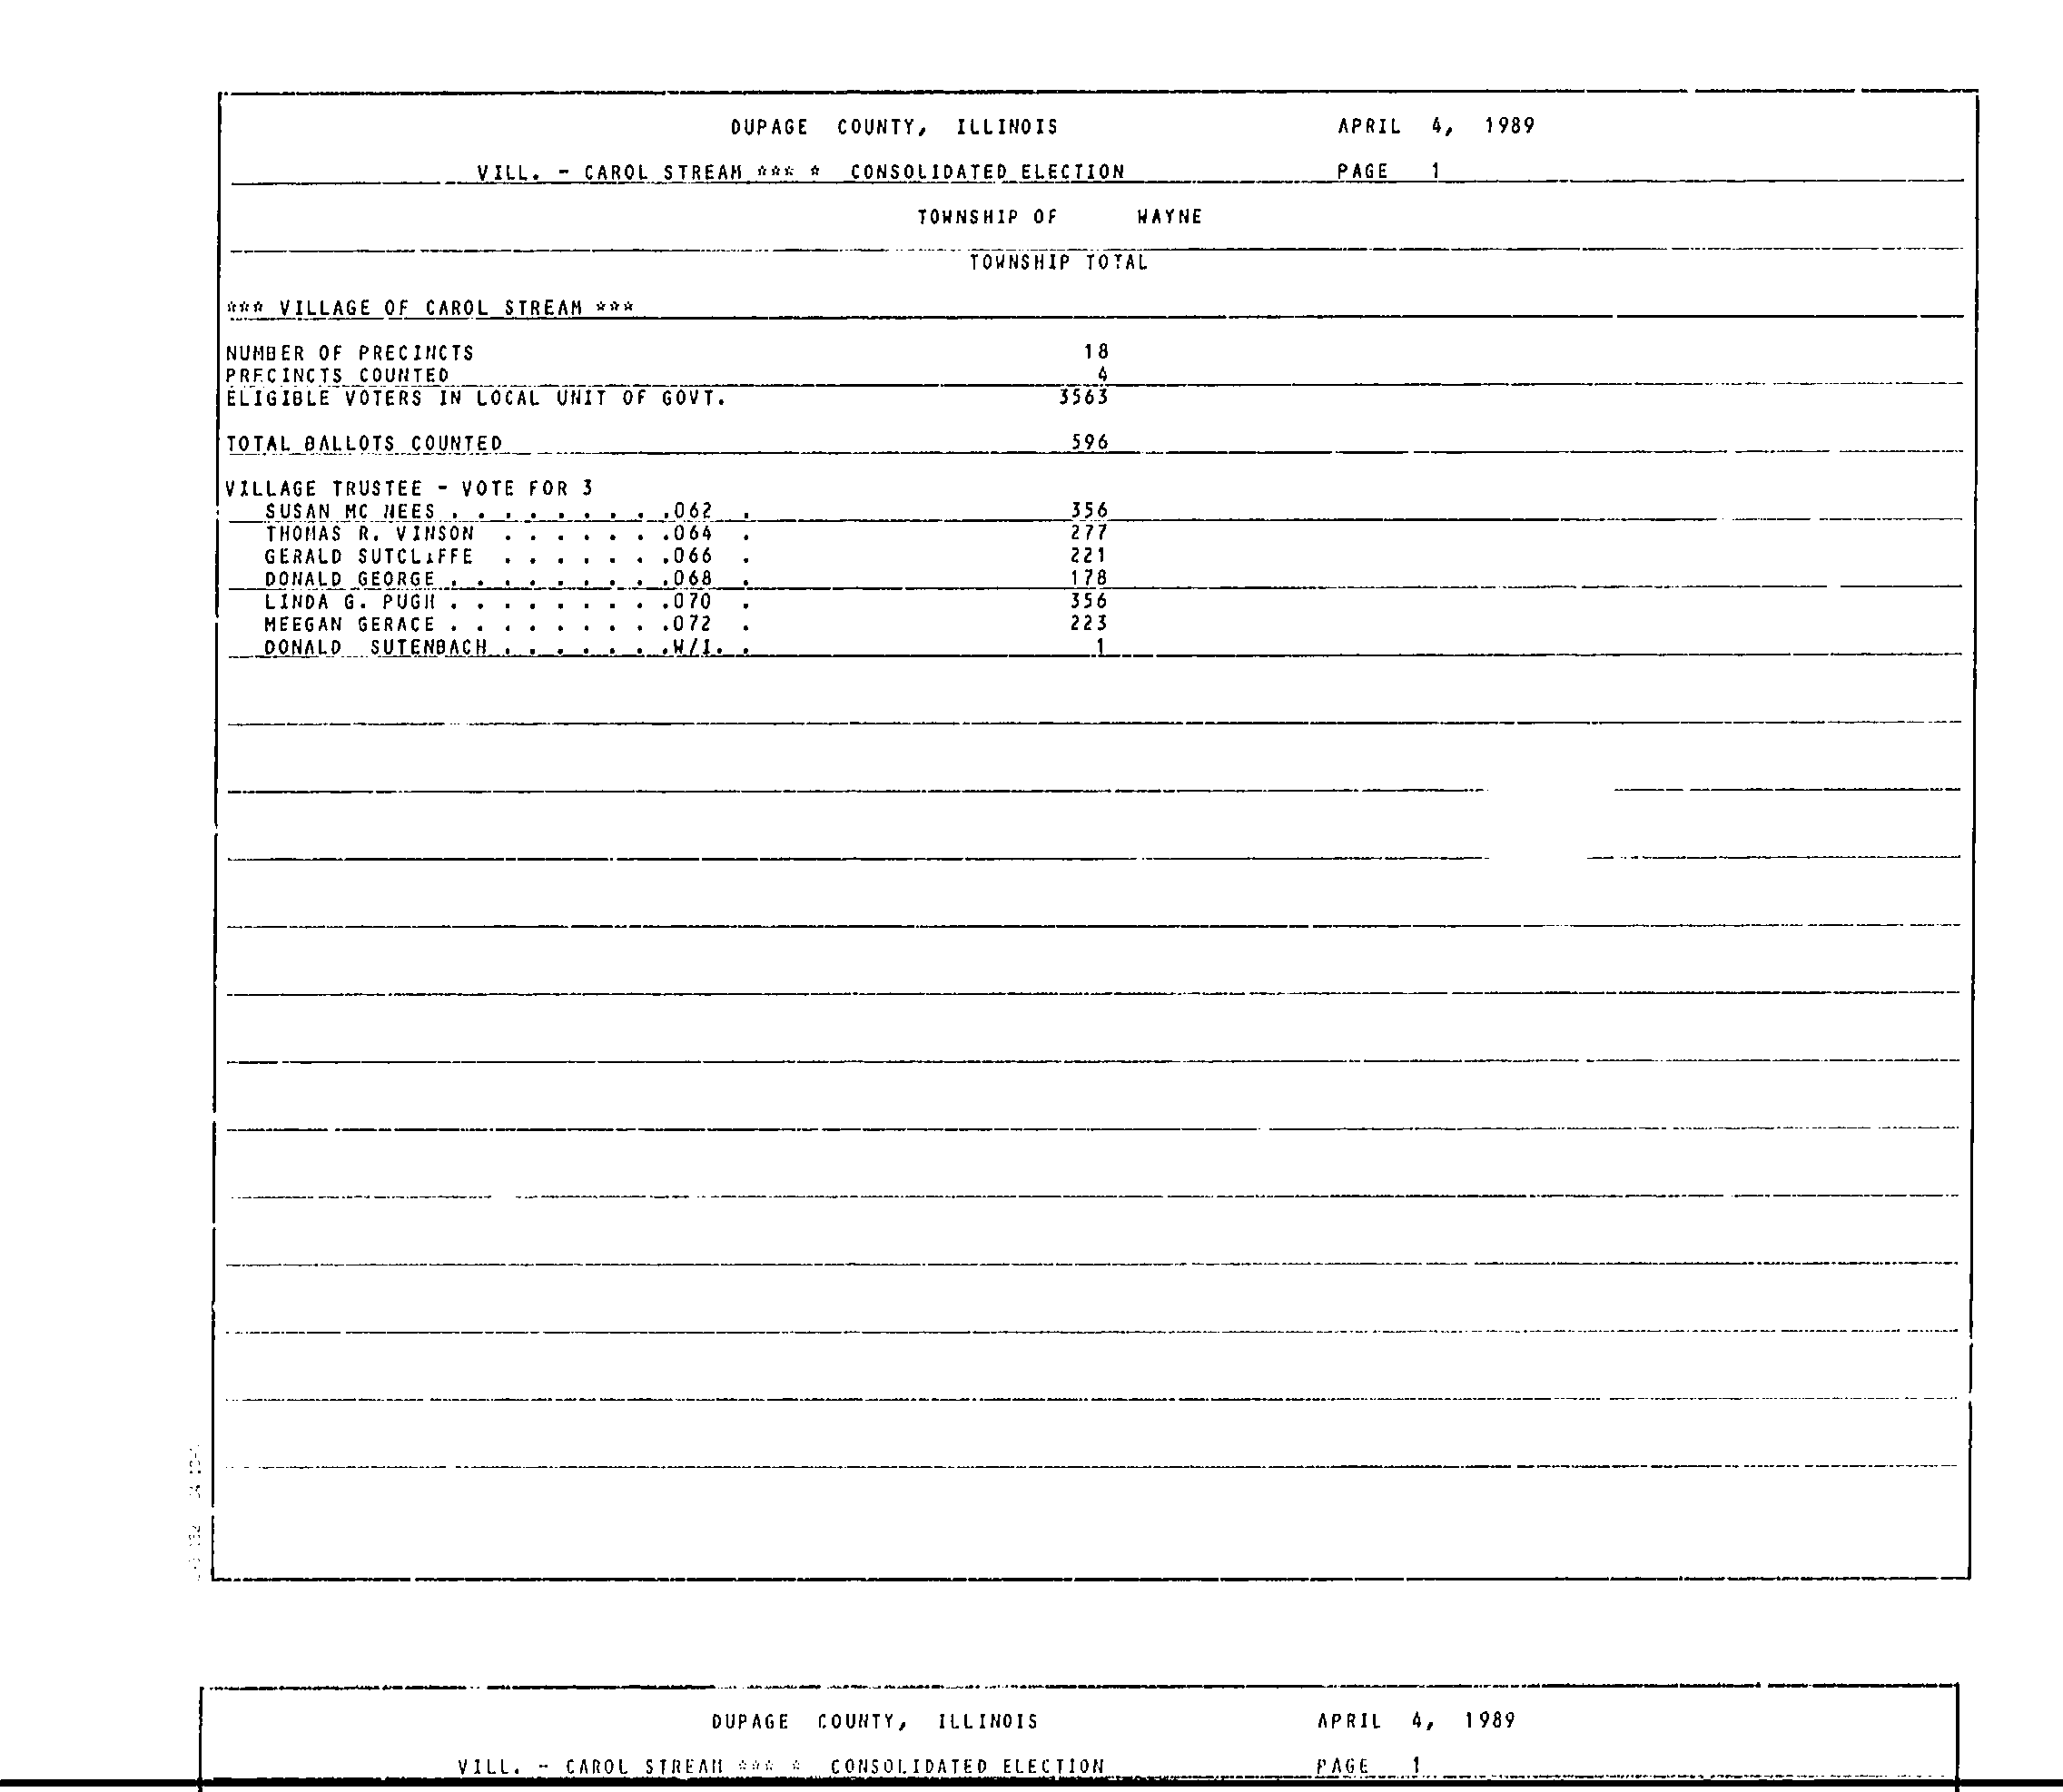 DUPAGE COUNTY, ILLINOIS APRIL 4, 1989
VILL. - CAROL STREAM *** * CONSOLIDATED ELECTION PAGE 1
TOWNSHIP OF WAYNE
TOWNSHIP TOTAL
*** VILLAGE OF CAROL STREAM ***
NUMBER OF PRECINCTS 18
PRECINCTS COUNTED 4
ELIGIBLE VOTERS IN LOCAL UNIT OF GOVT. 3563
TOTAL BALLOTS COUNTED 596
VILLAGE TRUSTEE - VOTE FOR 3
SUSAN MC NEES . . . . . . . . .062 . 356
THOMAS R. VINSON . . . . . . .064 . 277
GERALD SUTCLIFFE . . . . . . .066 . 221
DONALD GEORGE . . . . . . . . .068 . 178
LINDA G. PUGH . . . . . . . . .070 . 356
MEEGAN GERACE . . . . . . . . .072 . 223
DONALD SUTENBACH . . . . . . .W/I. . 1
DUPAGE COUNTY, ILLINOIS APRIL 4, 1989
VILL. - CAROL STREAM *** * CONSOLIDATED ELECTION PAGE 1